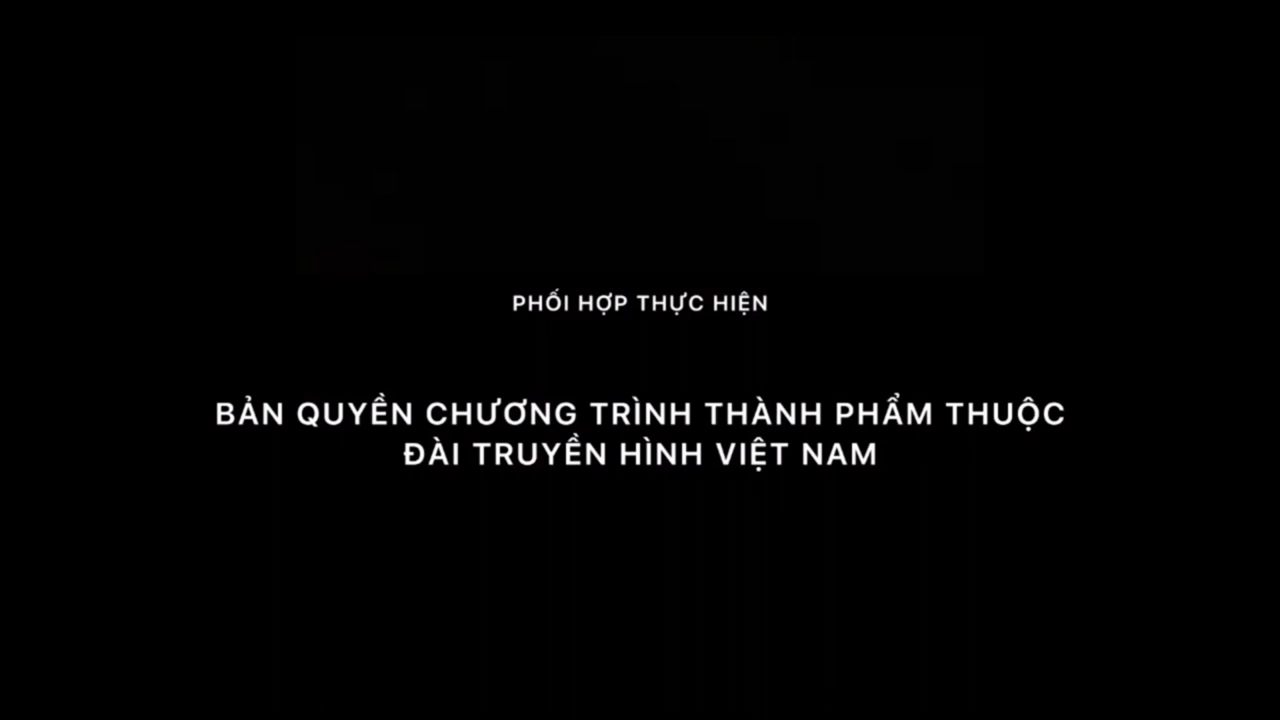 PHỐI HỢP THỰC HIỆN
BẢN QUYỀN CHƯƠNG TRÌNH THÀNH PHẨM THUỘC
ĐÀI TRUYỀN HÌNH VIỆT NAM